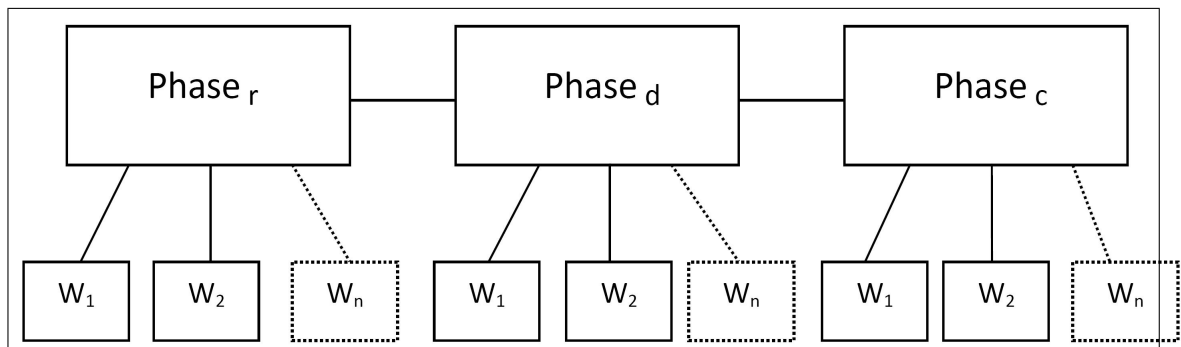 Phase r Phase d Phase c
W1 W2 Wn W1 W2 Wn W1 W2 Wn